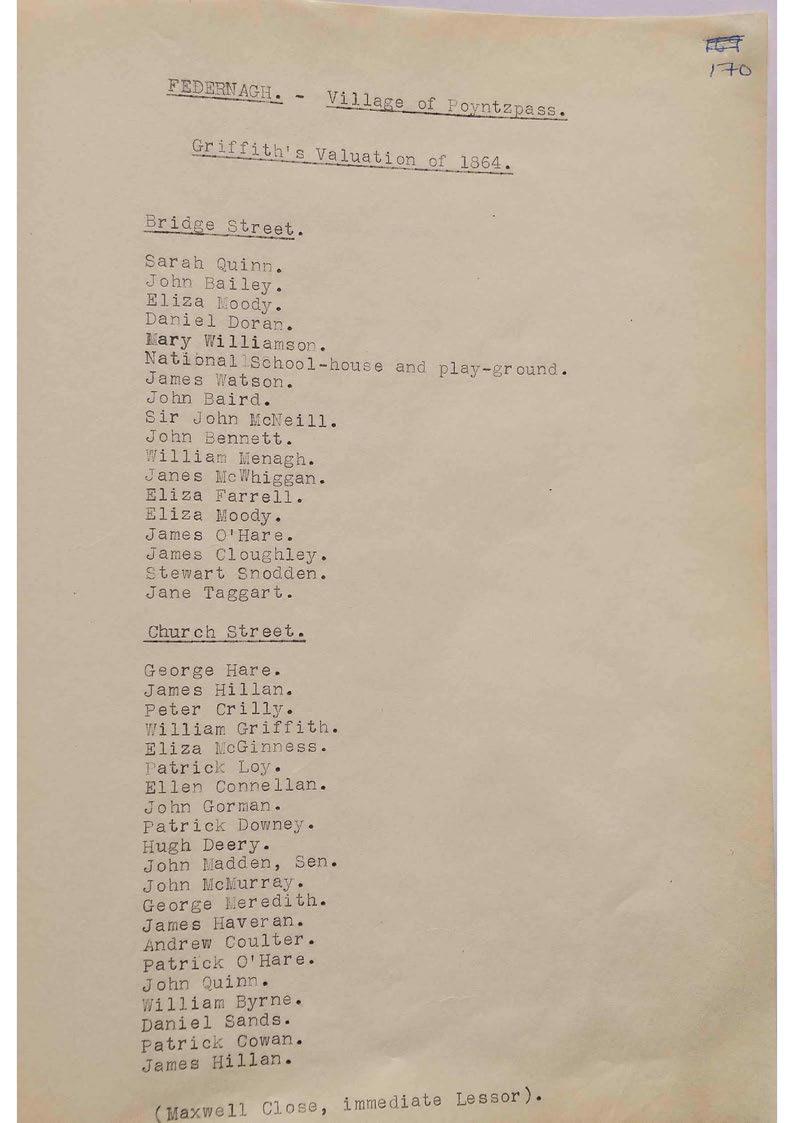 170
FEDERNAGH. - Village of Poyntzpass.
Griffith's Valuation of 1864.
Bridge Street.
Sarah Quinn.
John Bailey.
Eliza Moody.
Daniel Doran.
Mary Williamson.
National School-house and play-ground.
James Watson.
John Baird.
Sir John McNeill.
John Bennett.
William Menagh.
Janes McWhiggan.
Eliza Farrell.
Eliza Moody.
James O'Hare.
James Cloughley.
Stewart Snodden.
Jane Taggart.
Church Street.
George Hare.
James Hillan.
Peter Crilly.
William Griffith.
Eliza McGinness.
Patrick Loy.
Ellen Connellan.
John Gorman.
Patrick Downey.
Hugh Deery.
John Madden, Sen.
John McMurray.
George Meredith.
James Haveran.
Andrew Coulter.
Patrick O'Hare.
John Quinn.
William Byrne.
Daniel Sands.
Patrick Cowan.
James Hillan.
(Maxwell Close, immediate Lessor).